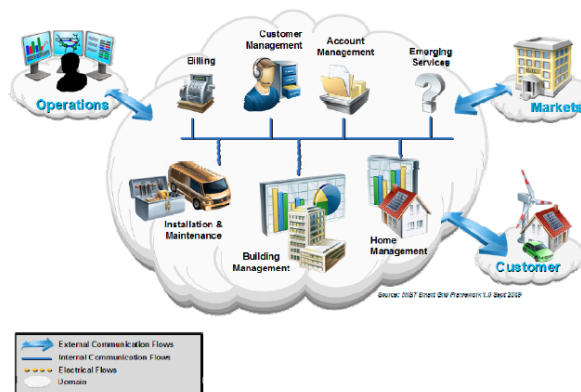 Customer
Management
Account
Management
Emerging
Services
Billing
Operations
Markets
Installation &
Maintenance
Building
Management
Home
Management
Customer
Source: NIST Smart Grid Framework 1.0 Sept 2009
External Communication Flows
Internal Communication Flows
Electrical Flows
Domain